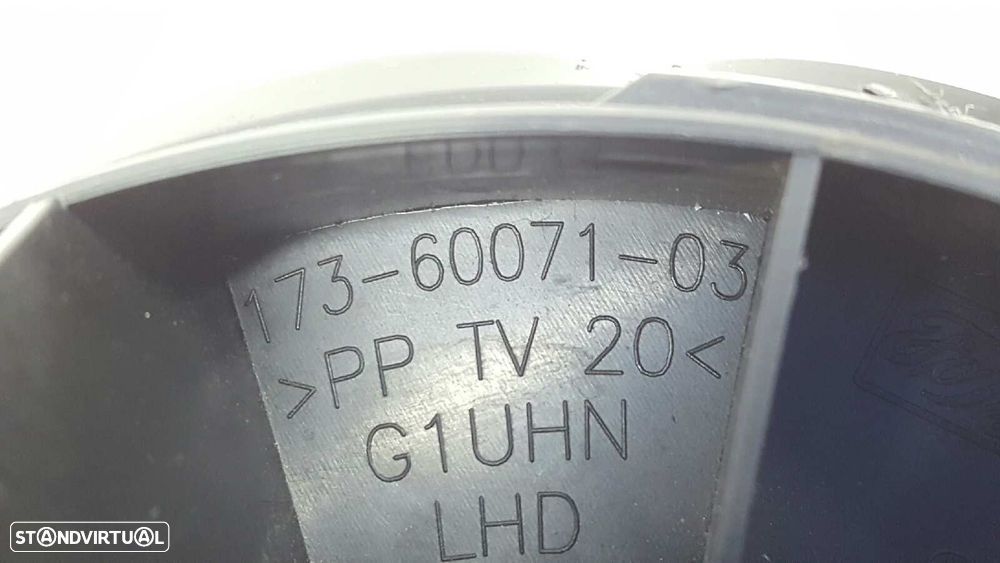 173-60071-03
>PP TV 20<
G1UHN
LHD
STANDVIRTUAL